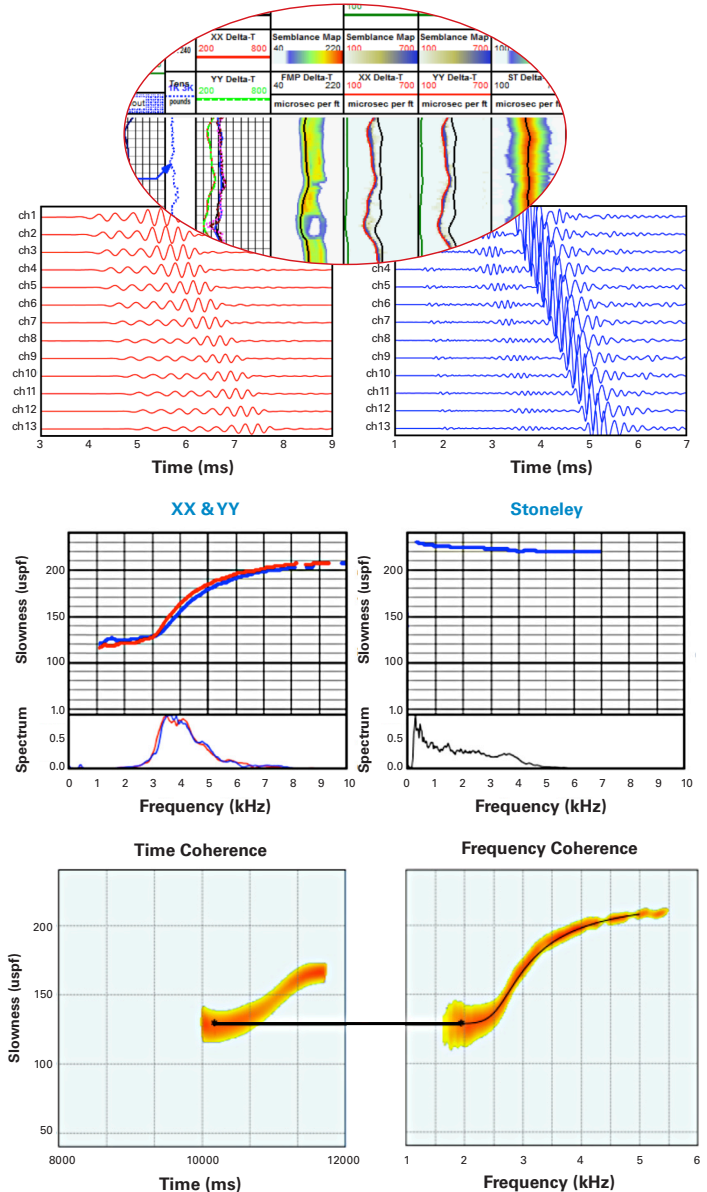 100
XX Delta-T
200 800
Semblance Map
40 220
Semblance Map
100 700
Semblance Map
100 700
240
100
Tens
1K 3K
pounds
YY Delta-T
200 800
FMP Delta-T
40 220
XX Delta-T
100 700
YY Delta-T
100 700
ST Delta-
100
out
microsec per ft
microsec per ft
microsec per ft
microsec
ch1
ch2
ch3
ch4
ch5
ch6
ch7
ch8
ch9
ch10
ch11
ch12
ch13
3 4 5 6 7 8 9
Time (ms)
ch4
ch5
ch6
ch7
ch8
ch9
ch10
ch11
ch12
ch13
1 2 3 4 5 6 7
Time (ms)
XX & YY
Slowness (uspf)
200
150
100
1.0
Spectrum
0.5
0.0
0 1 2 3 4 5 6 7 8 9 10
Frequency (kHz)
Stoneley
Slowness (uspf)
200
150
100
1.0
Spectrum
0.5
0.0
0 1 2 3 4 5 6 7 8 9 10
Frequency (kHz)
Time Coherence
Slowness (uspf)
200
150
100
50
8000 10000 12000
Time (ms)
Frequency Coherence
1 2 3 4 5 6
Frequency (kHz)